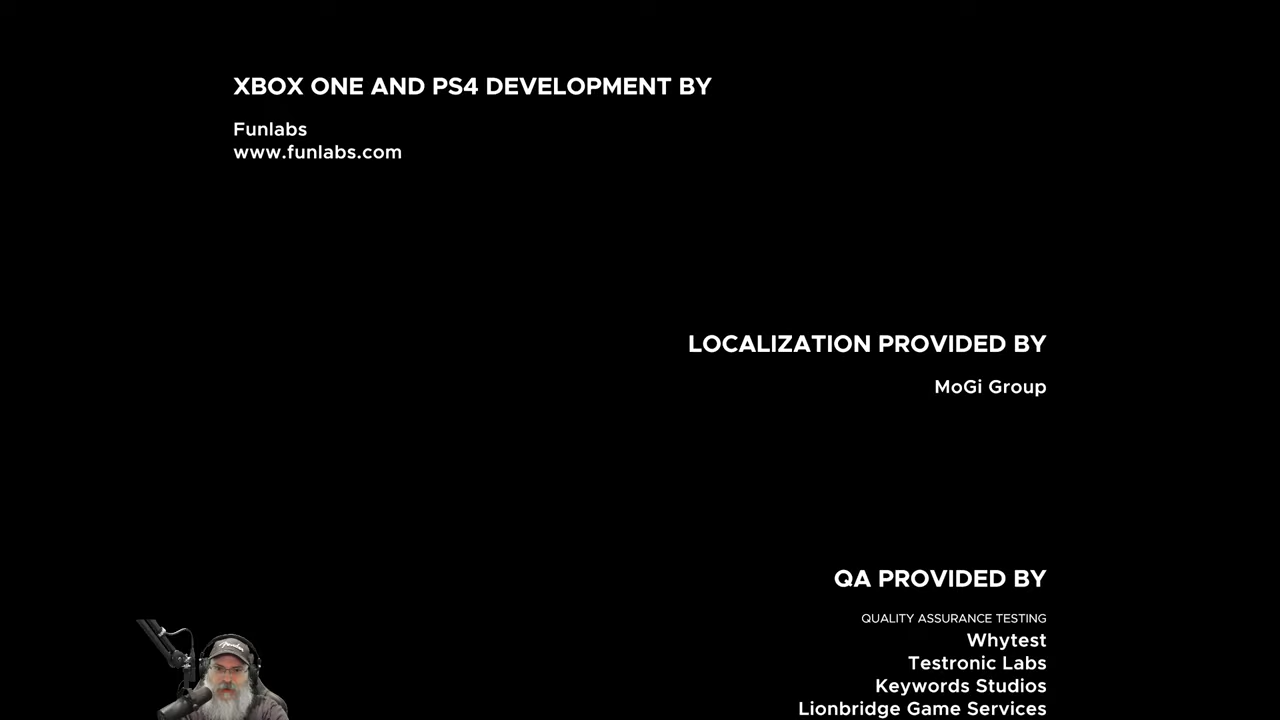 XBOX ONE AND PS4 DEVELOPMENT BY
Funlabs
www.funlabs.com
LOCALIZATION PROVIDED BY
MoGi Group
QA PROVIDED BY
QUALITY ASSURANCE TESTING
Whytest
Testronic Labs
Keywords Studios
Lionbridge Game Services
Fender